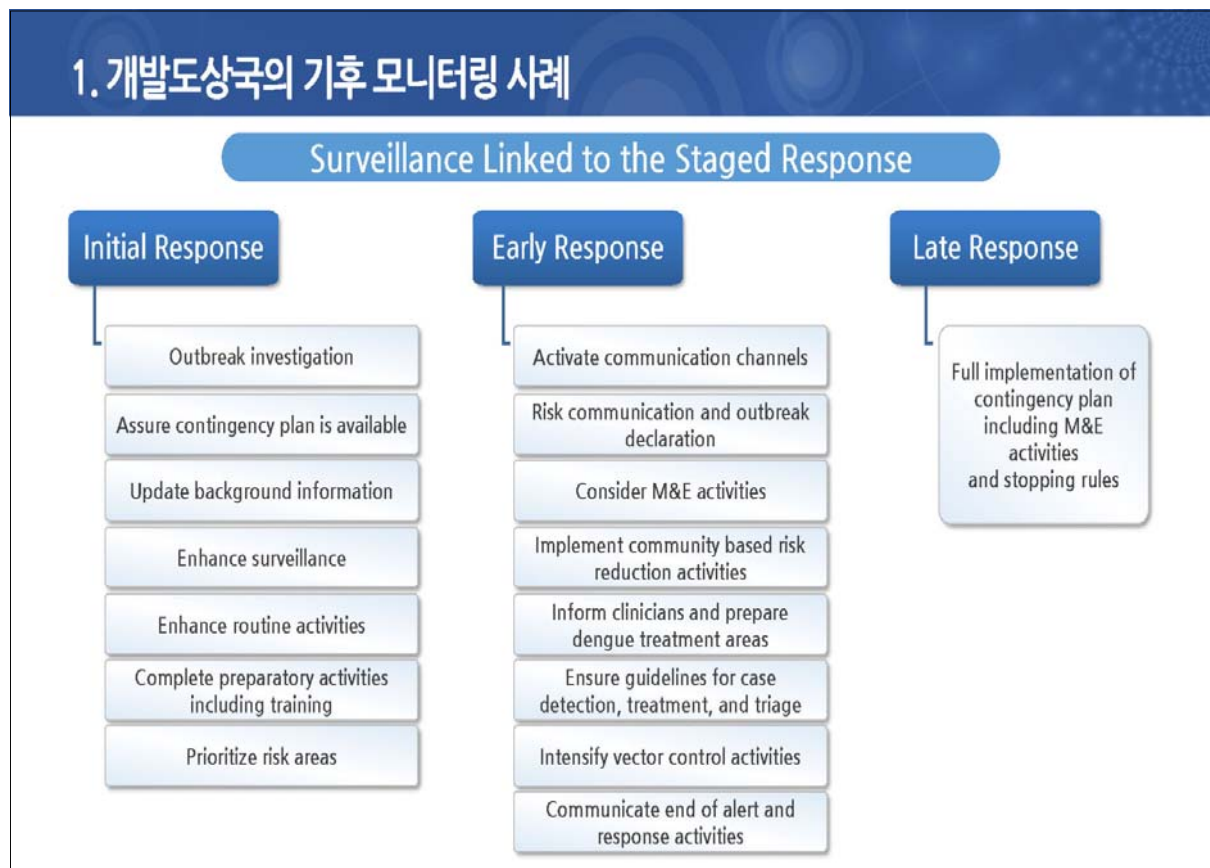 1. 개발도상국의 기후 모니터링 사례
Surveillance Linked to the Staged Response
Initial Response
Outbreak investigation
Assure contingency plan is available
Update background information
Enhance surveillance
Enhance routine activities
Complete preparatory activities
including training
Prioritize risk areas
Early Response
Activate communication channels
Risk communication and outbreak
declaration
Consider M&E activities
Implement community based risk
reduction activities
Inform clinicians and prepare
dengue treatment areas
Ensure guidelines for case
detection, treatment, and triage
Intensify vector control activities
Communicate end of alert and
response activities
Late Response
Full implementation of
contingency plan
including M&E
activities
and stopping rules